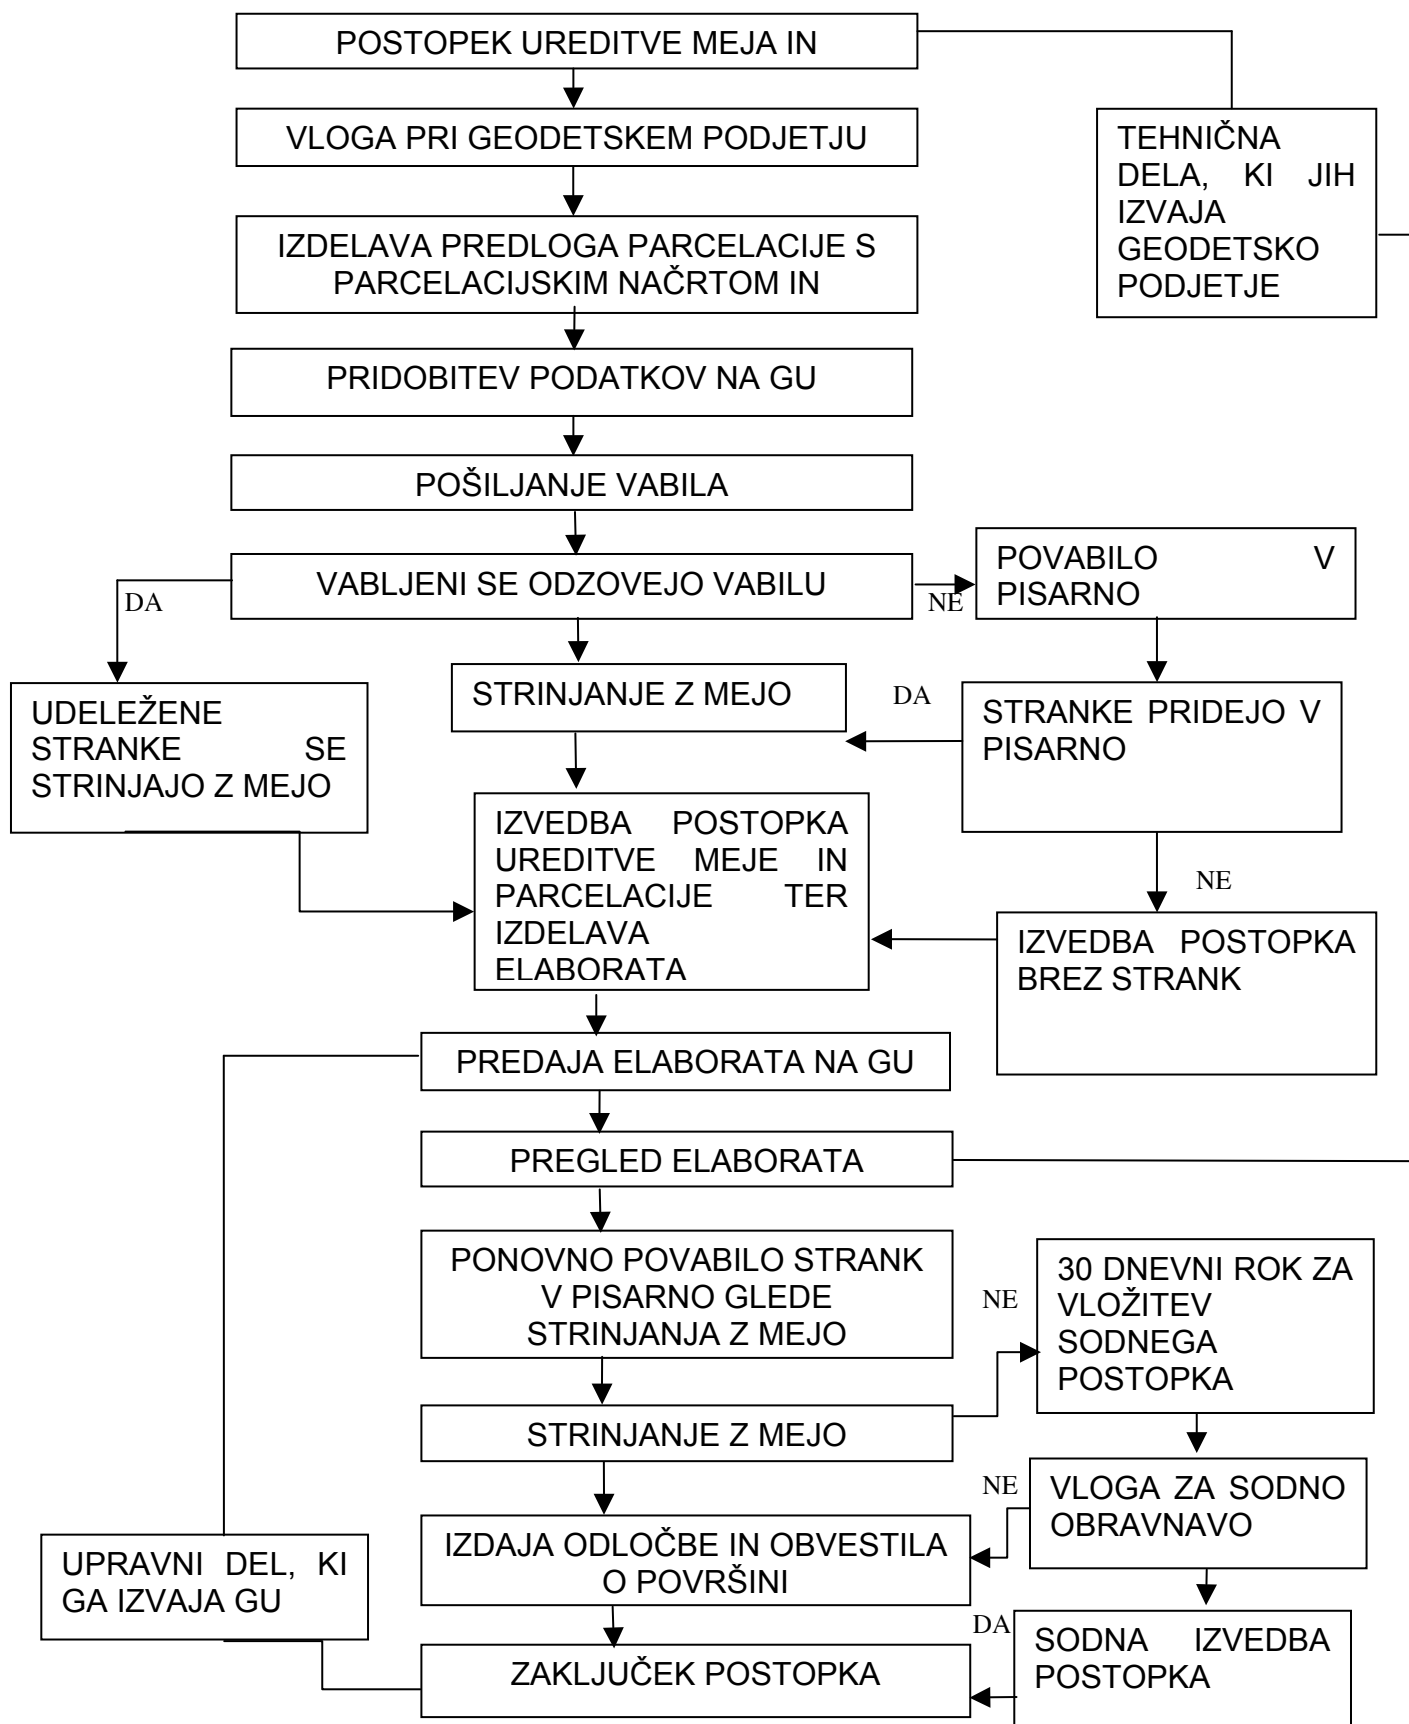 POSTOPEK UREDITVE MEJA IN
VLOGA PRI GEODETSKEM PODJETJU
TEHNIČNA
DELA, KI JIH
IZVAJA
GEODETSKO
PODJETJE
IZDELAVA PREDLOGA PARCELACIJE S
PARCELACIJSKIM NAČRTOM IN
PRIDOBITEV PODATKOV NA GU
POŠILJANJE VABILA
VABLJENI SE ODZOVEJO VABILU
DA
NE
POVABILO V
PISARNO
STRINJANJE Z MEJO
DA
STRANKE PRIDEJO V
PISARNO
UDELEŽENE
STRANKE SE
STRINJAJO Z MEJO
IZVEDBA POSTOPKA
UREDITVE MEJE IN
PARCELACIJE TER
IZDELAVA
ELABORATA
NE
IZVEDBA POSTOPKA
BREZ STRANK
PREDAJA ELABORATA NA GU
PREGLED ELABORATA
PONOVNO POVABILO STRANK
V PISARNO GLEDE
STRINJANJA Z MEJO
NE
30 DNEVNI ROK ZA
VLOŽITEV
SODNEGA
POSTOPKA
STRINJANJE Z MEJO
NE
VLOGA ZA SODNO
OBRAVNAVO
IZDAJA ODLOČBE IN OBVESTILA
O POVRŠINI
UPRAVNI DEL, KI
GA IZVAJA GU
DA
SODNA IZVEDBA
POSTOPKA
ZAKLJUČEK POSTOPKA